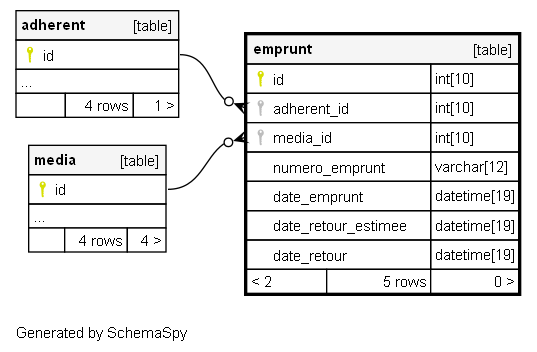 adherent [table]
id
...
4 rows 1 >
media [table]
id
...
4 rows 4 >
emprunt [table]
id int[10]
adherent_id int[10]
media_id int[10]
numero_emprunt varchar[12]
date_emprunt datetime[19]
date_retour_estimee datetime[19]
date_retour datetime[19]
< 2 5 rows 0 >
Generated by SchemaSpy